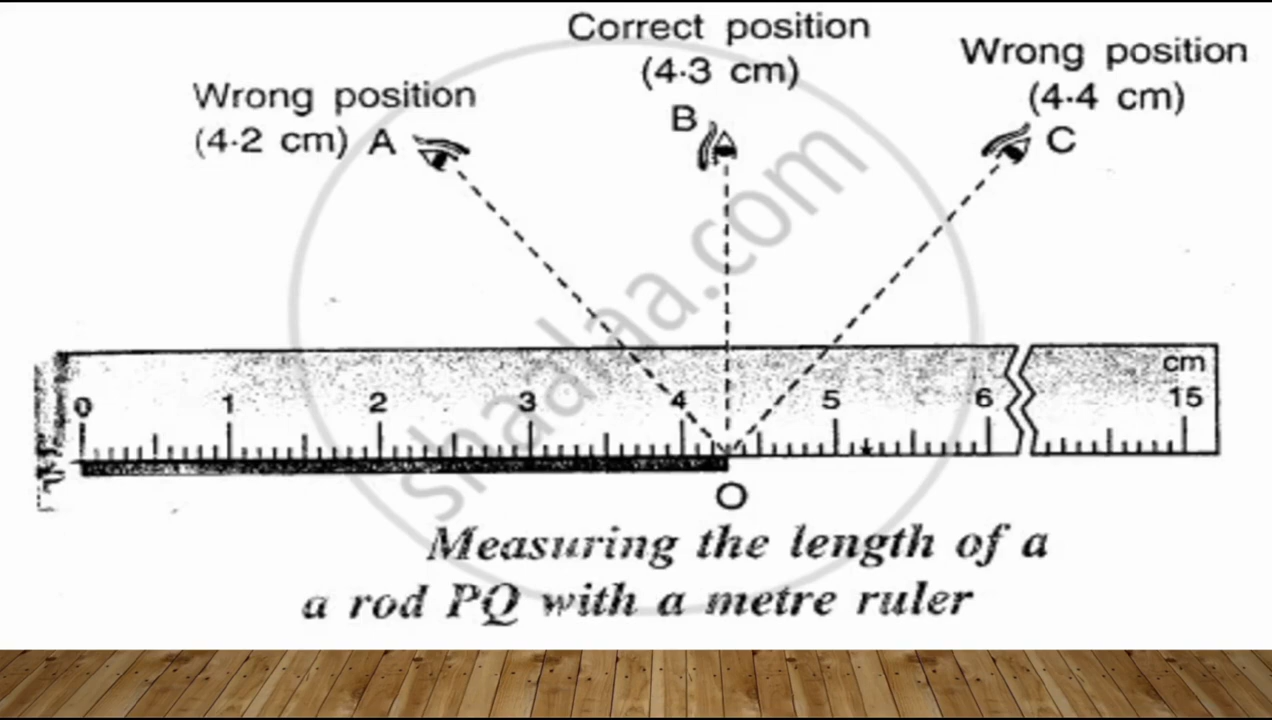 Correct position
(4·3 cm)
Wrong position
(4·4 cm)
Wrong position
(4·2 cm) A
B
C
shaalaa.com
cm
0 1 2 3 4 5 6 15
O
Measuring the length of a
a rod PQ with a metre ruler